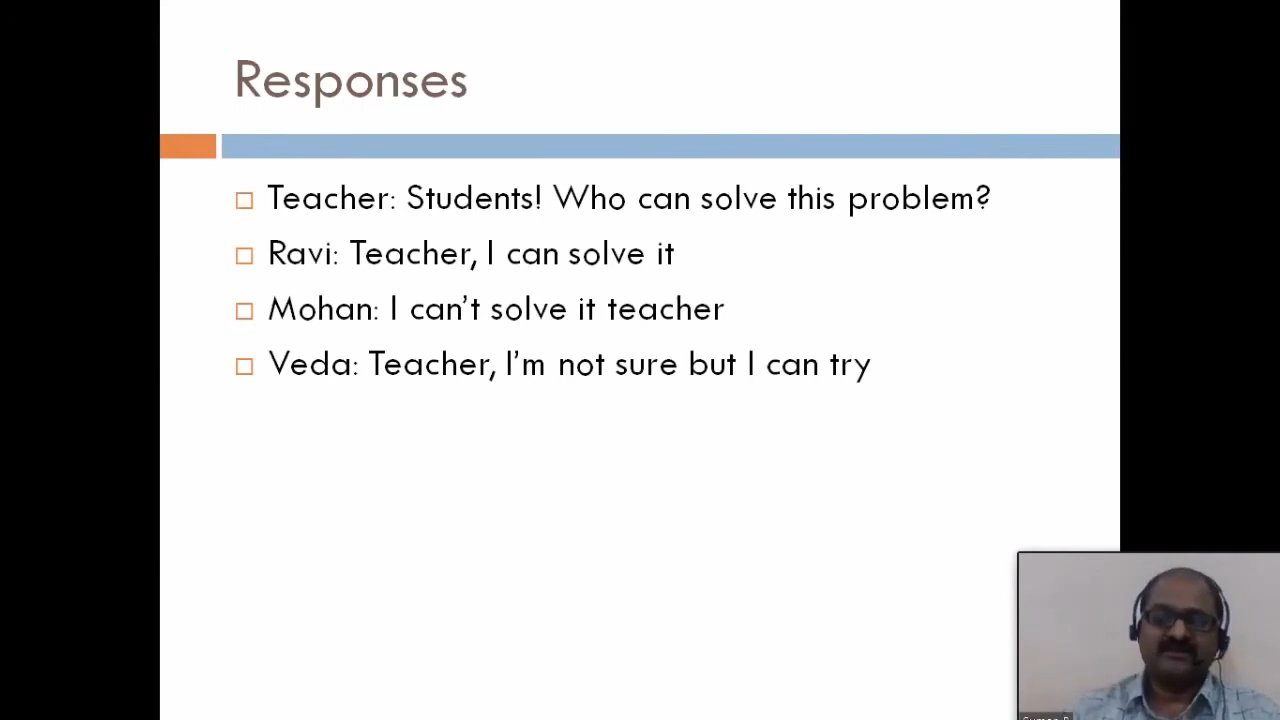 Responses
Teacher: Students! Who can solve this problem?
Ravi: Teacher, I can solve it
Mohan: I can’t solve it teacher
Veda: Teacher, I’m not sure but I can try